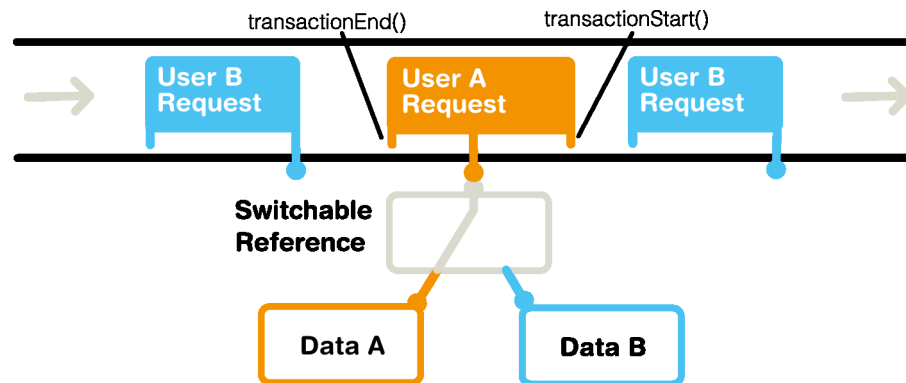 transactionEnd()
transactionStart()
User B
Request
User A
Request
User B
Request
Switchable
Reference
Data A
Data B